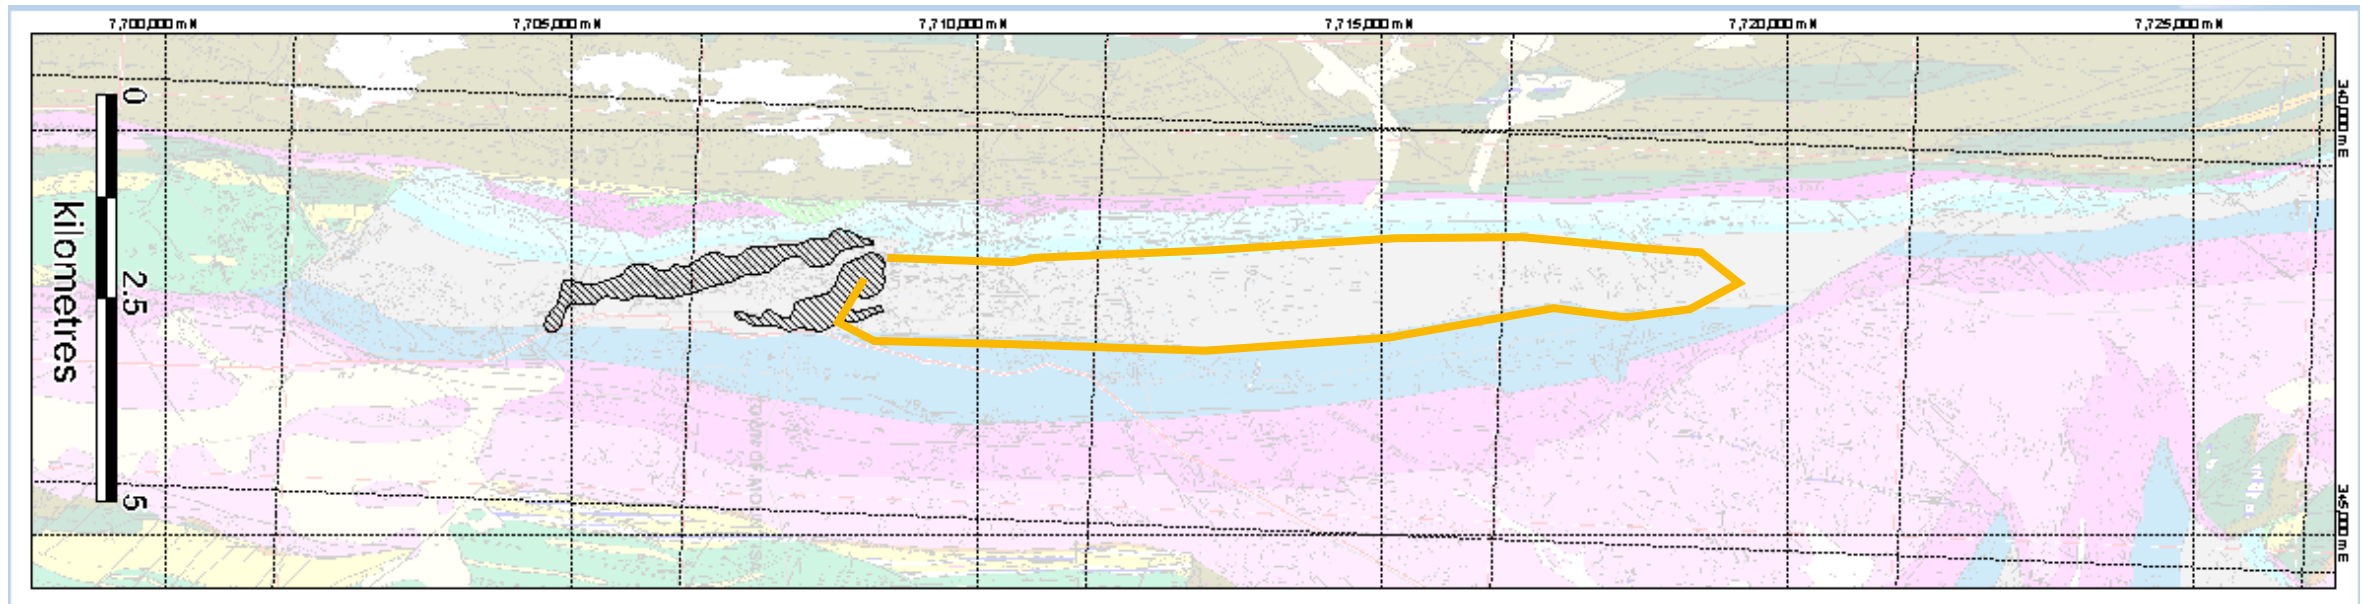 7,700,000 m N
7,705,000 m N
7,710,000 m N
7,715,000 m N
7,720,000 m N
7,725,000 m N
0
2.5
5
kilometres
340,000 m E
345,000 m E